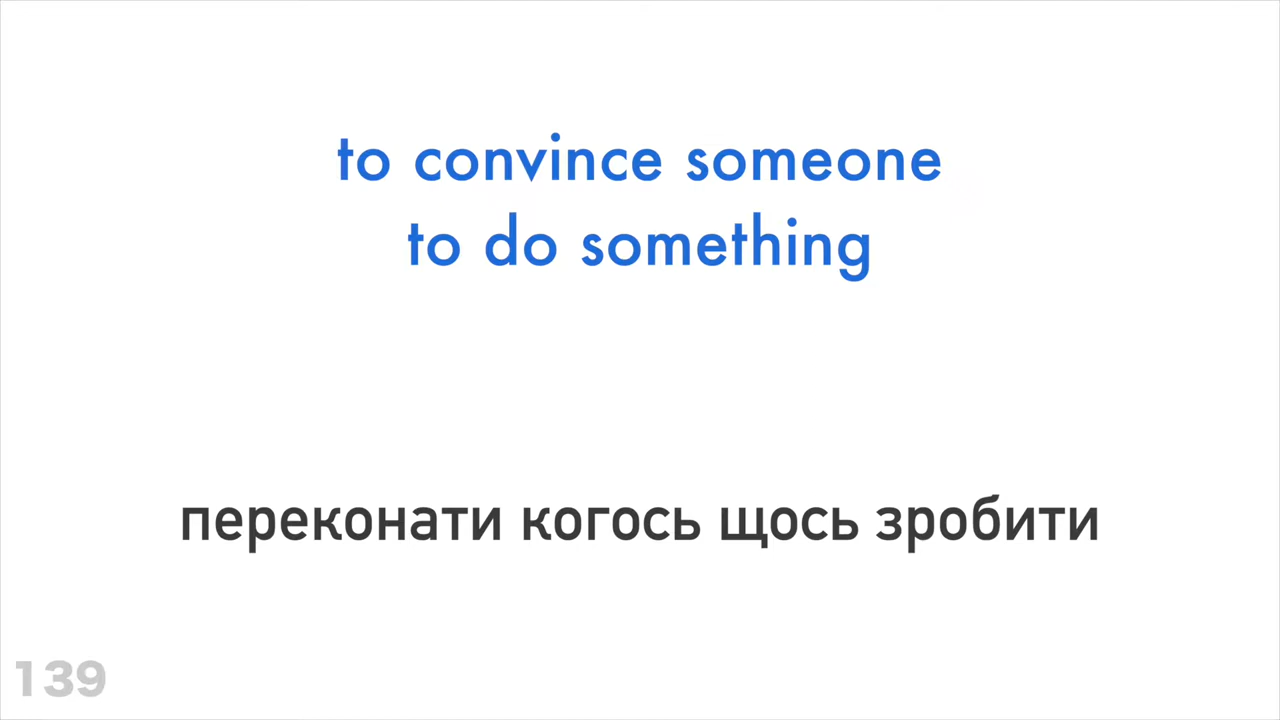 to convince someone
to do something
переконати когось щось зробити
139